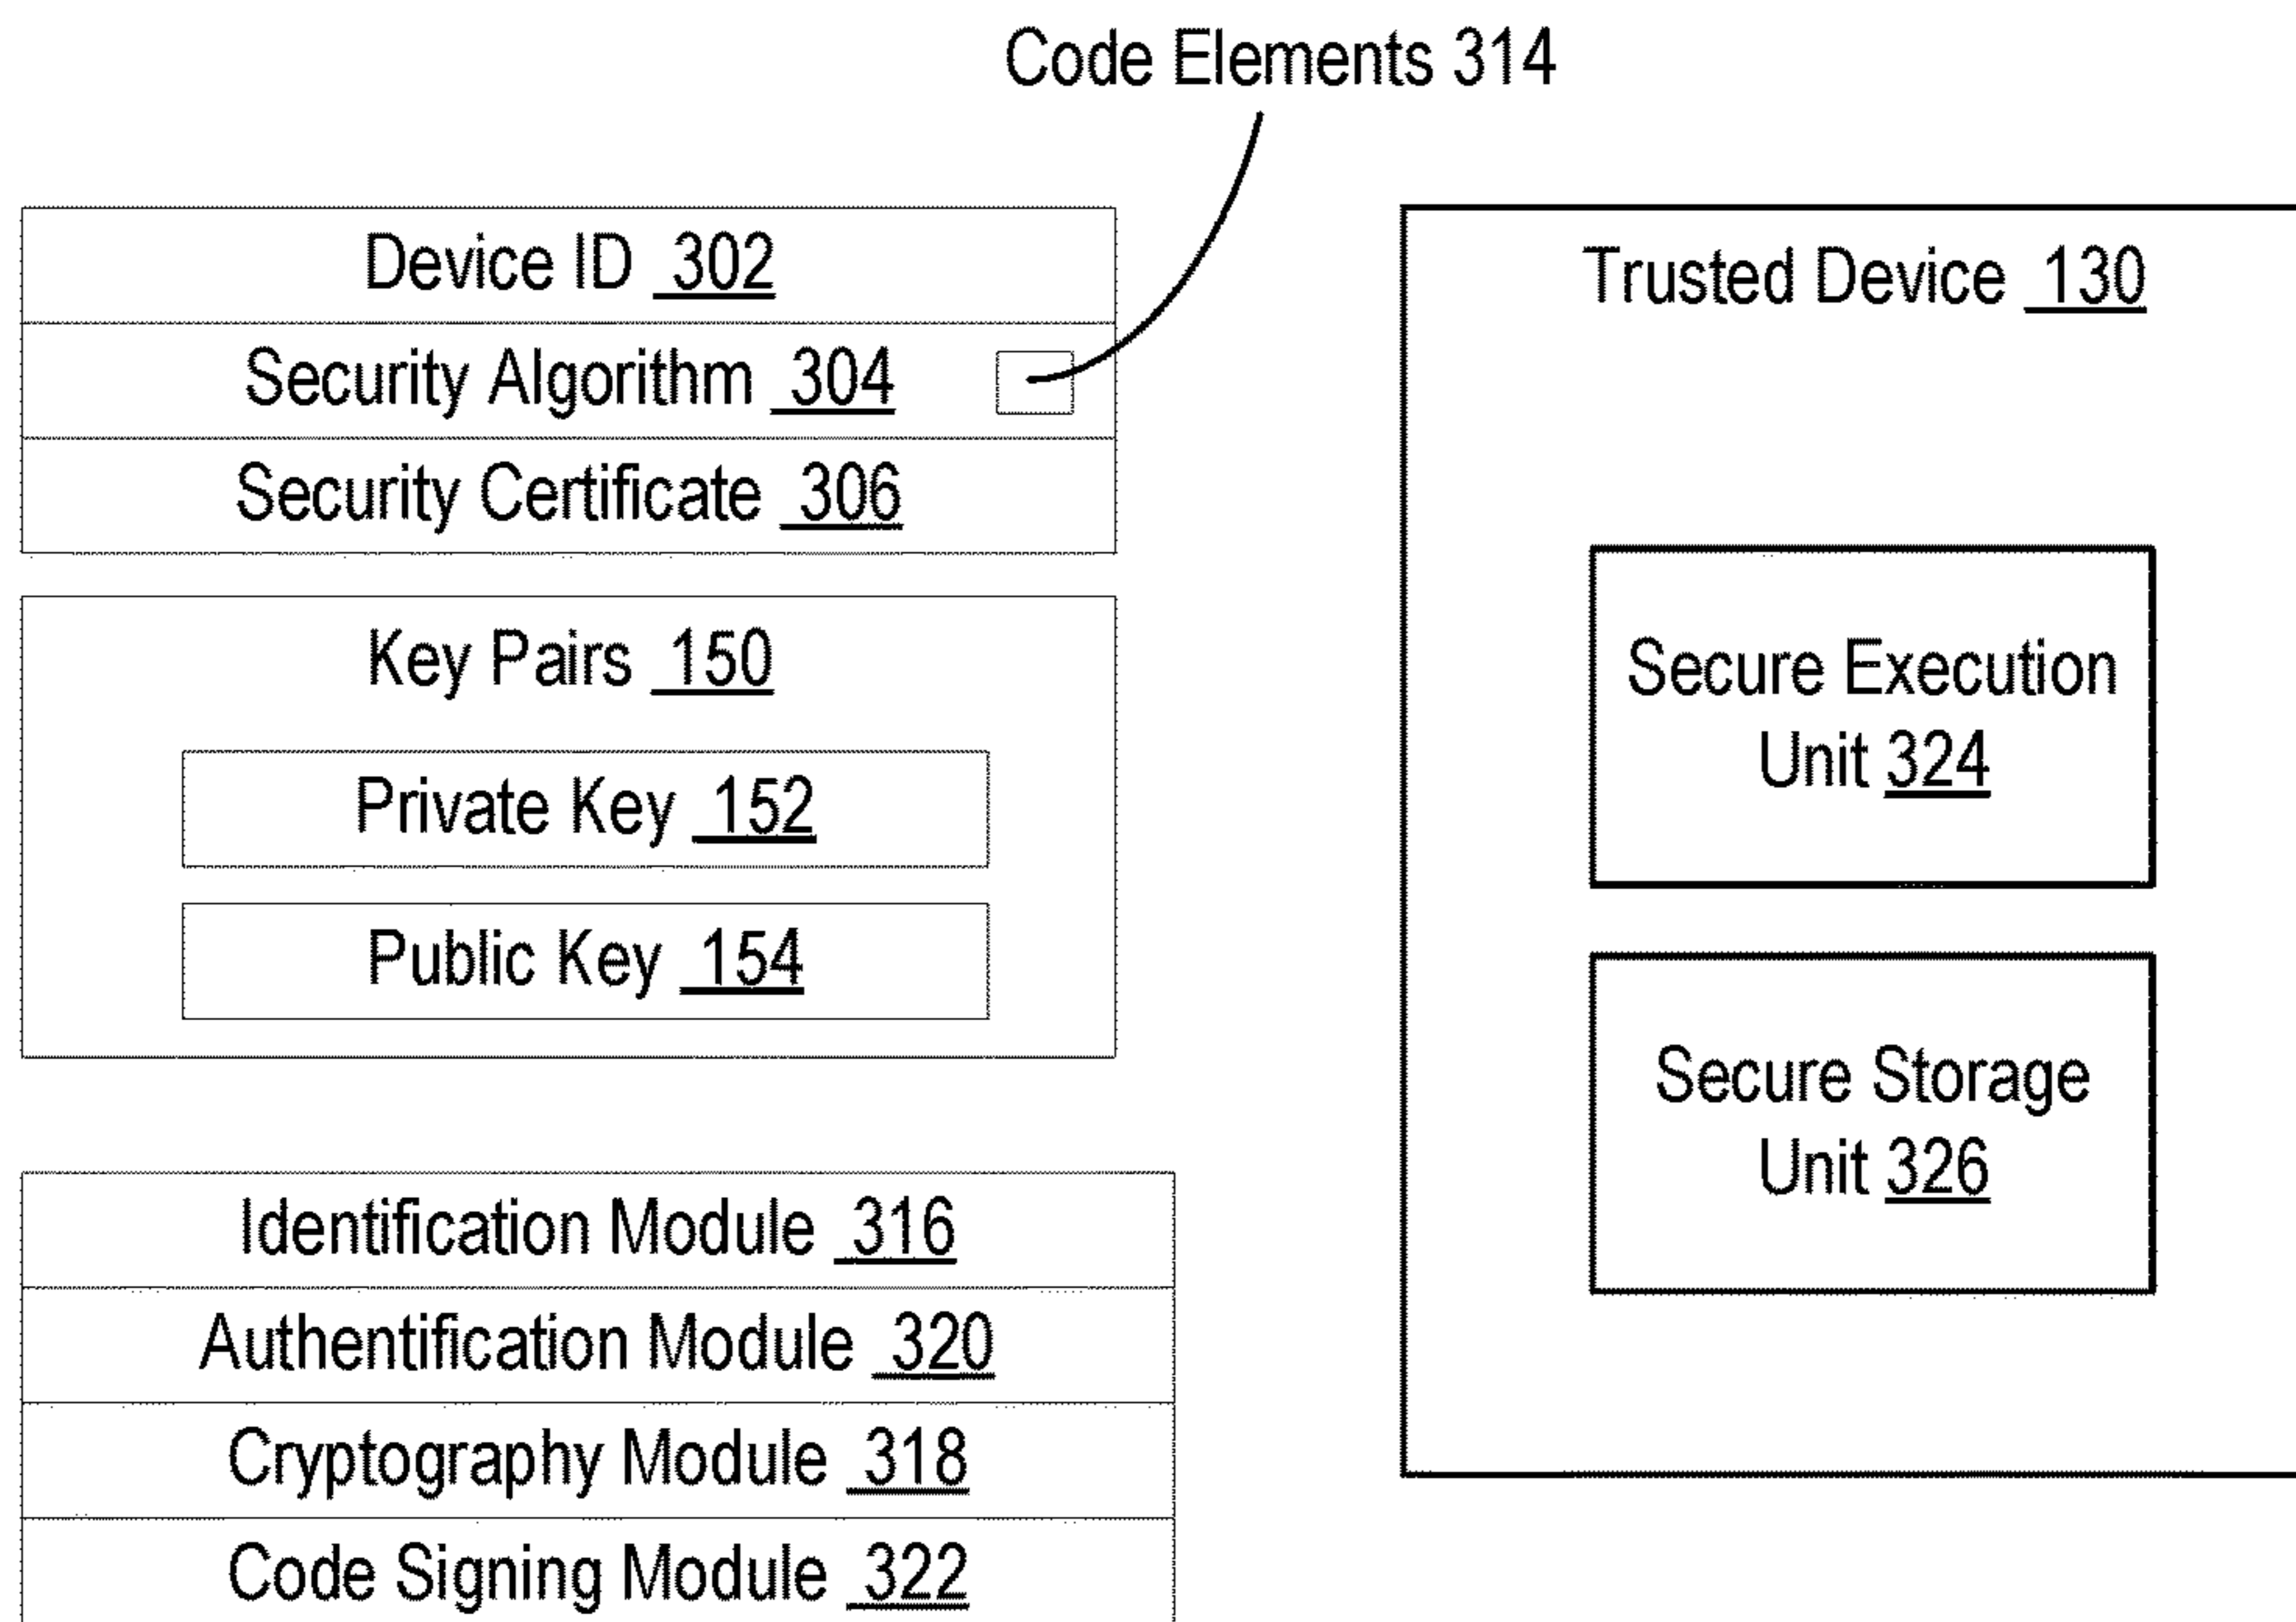 Code Elements 314
Device ID 302
Security Algorithm 304
Security Certificate 306
Key Pairs 150
Private Key 152
Public Key 154
Identification Module 316
Authentification Module 320
Cryptography Module 318
Code Signing Module 322
Trusted Device 130
Secure Execution
Unit 324
Secure Storage
Unit 326